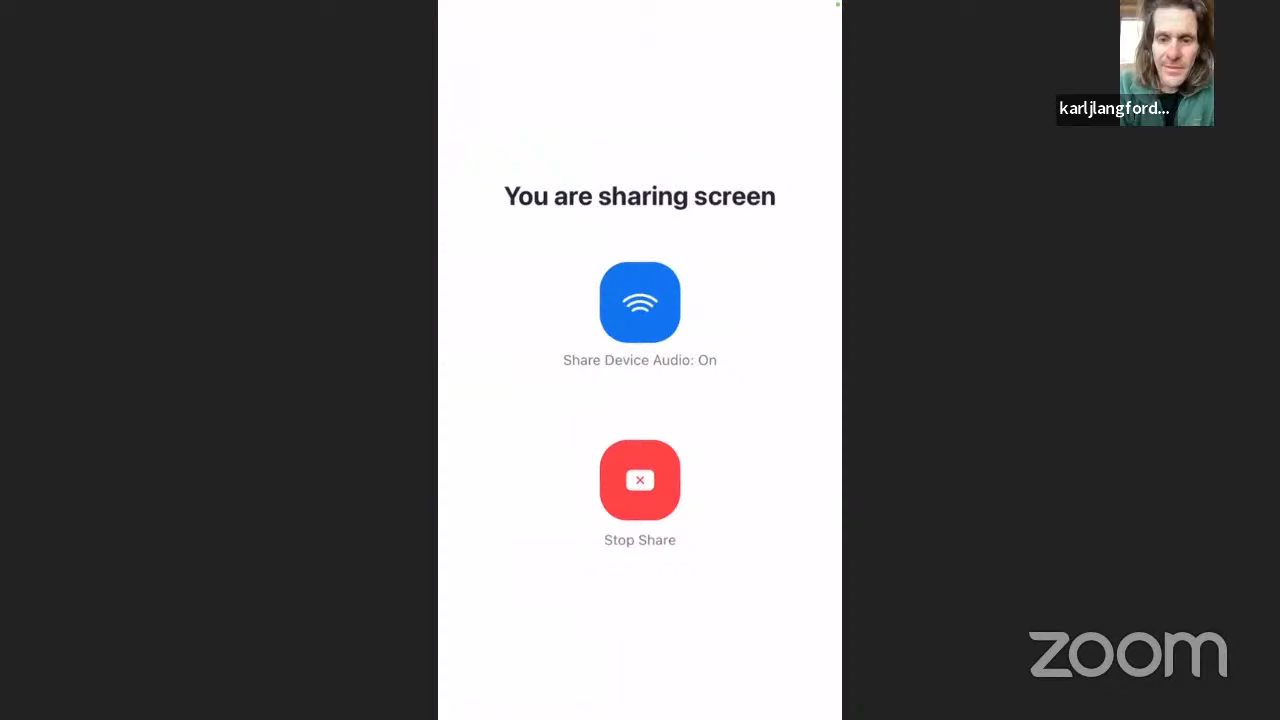 You are sharing screen
karljlangford...
Share Device Audio: On
Stop Share
zoom